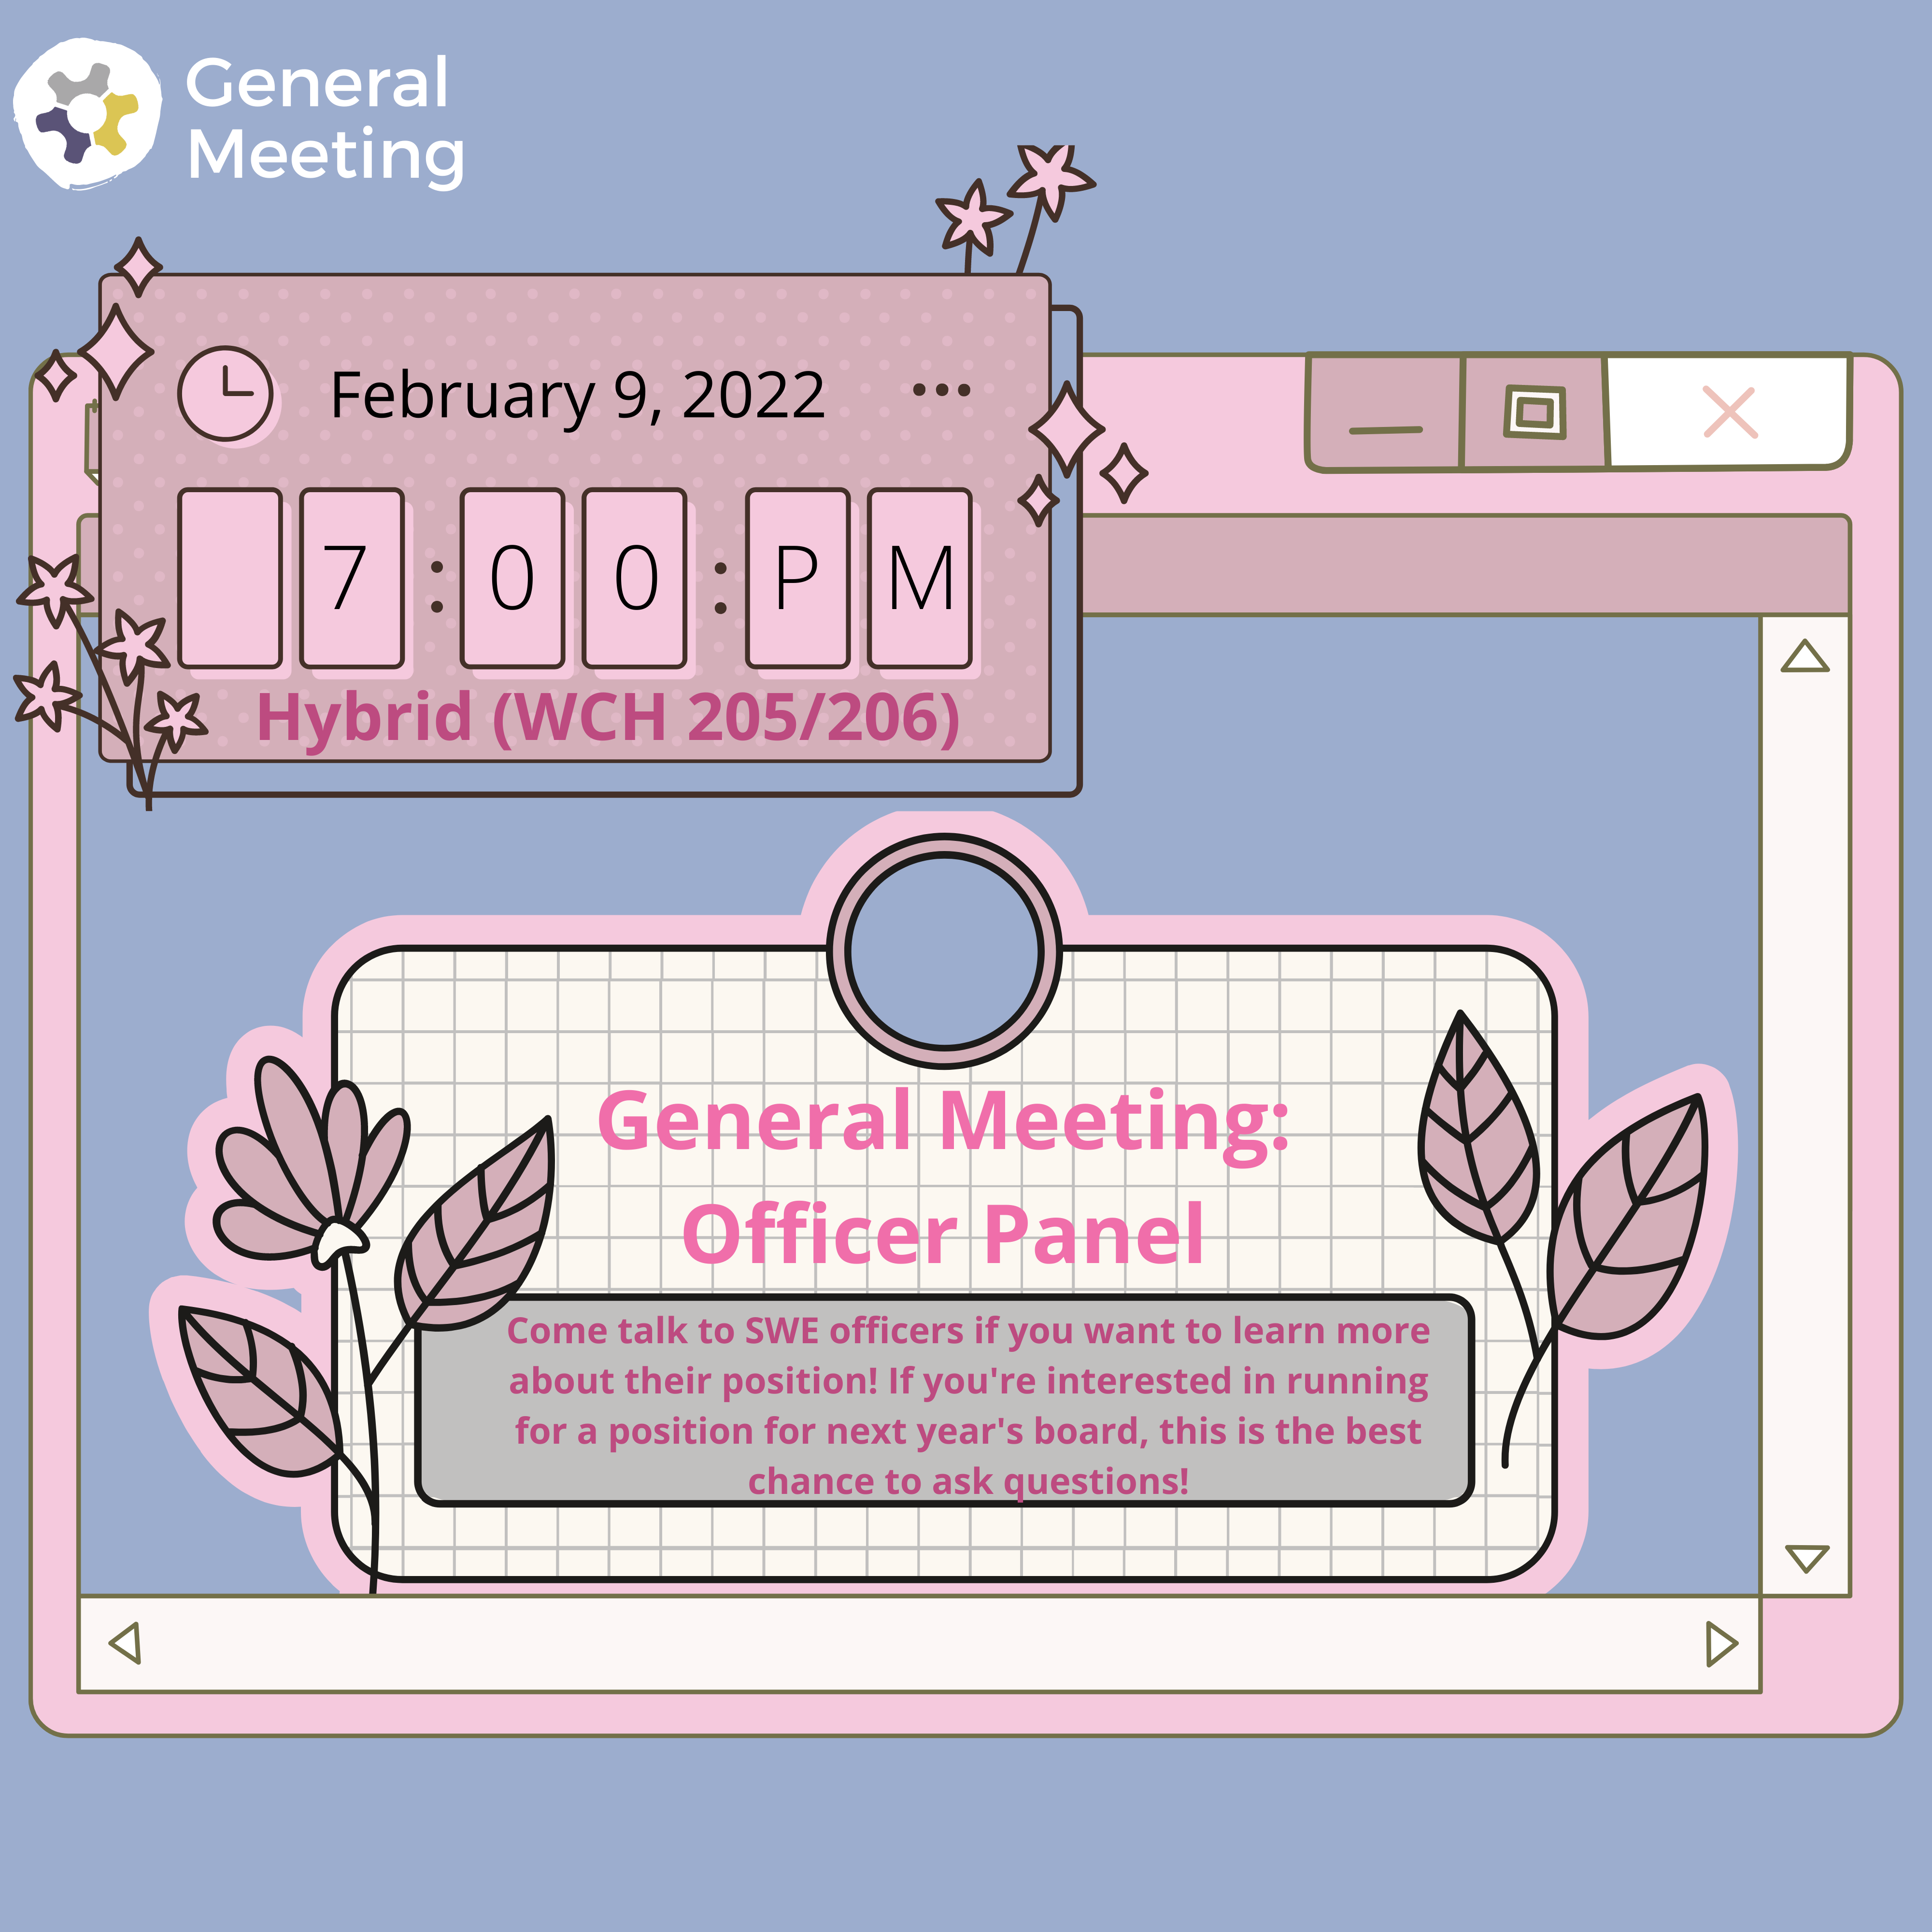 General
Meeting
February 9, 2022
7:00:PM
Hybrid (WCH 205/206)
General Meeting:
Officer Panel
Come talk to SWE officers if you want to learn more
about their position! If you're interested in running
for a position for next year's board, this is the best
chance to ask questions!